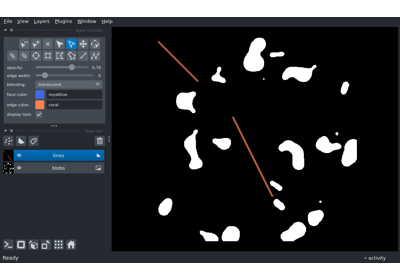 File View Layers Plugins Window Help
opacity: 0.70
edge width: 5
blending: translucent
face color: royalblue
edge color: coral
display text:
lines
blobs
Ready activity